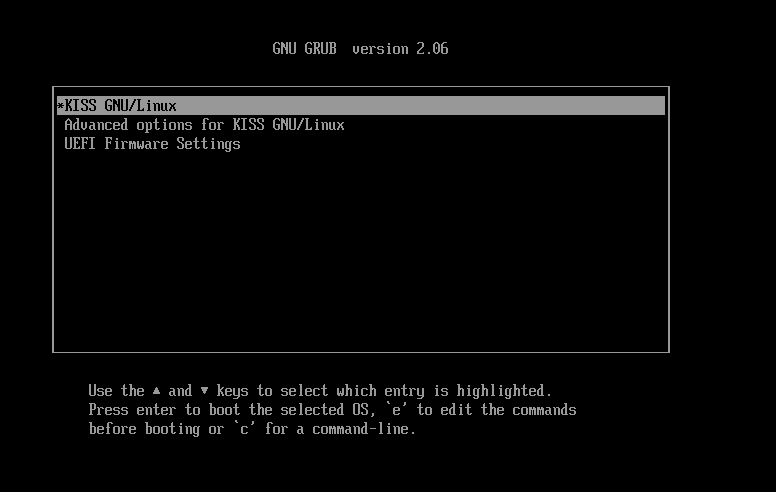 GNU GRUB  version 2.06
*KISS GNU/Linux
Advanced options for KISS GNU/Linux
UEFI Firmware Settings
Use the ▲ and ▼ keys to select which entry is highlighted.
Press enter to boot the selected OS, `e' to edit the commands
before booting or `c' for a command-line.